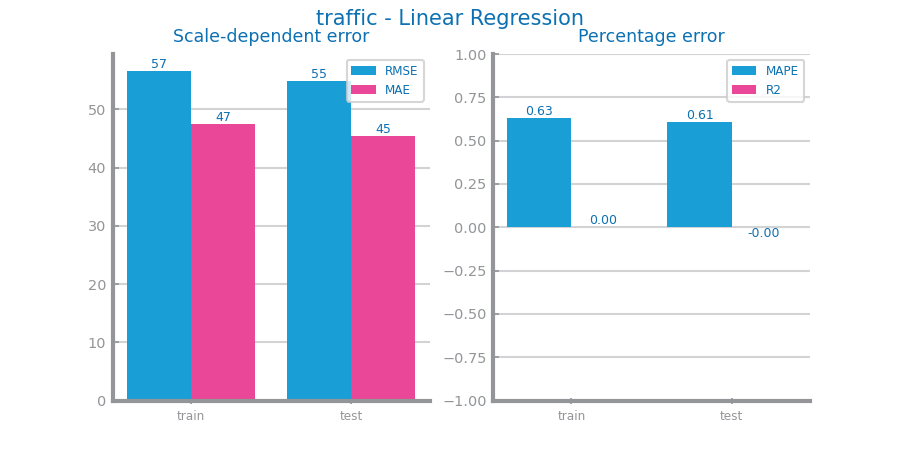 traffic - Linear Regression
Scale-dependent error
57
47
55
45
RMSE
MAE
50
40
30
20
10
0
train
test
Percentage error
MAPE
R2
1.00
0.75
0.50
0.25
0.00
−0.25
−0.50
−0.75
−1.00
0.63
0.00
0.61
-0.00
train
test